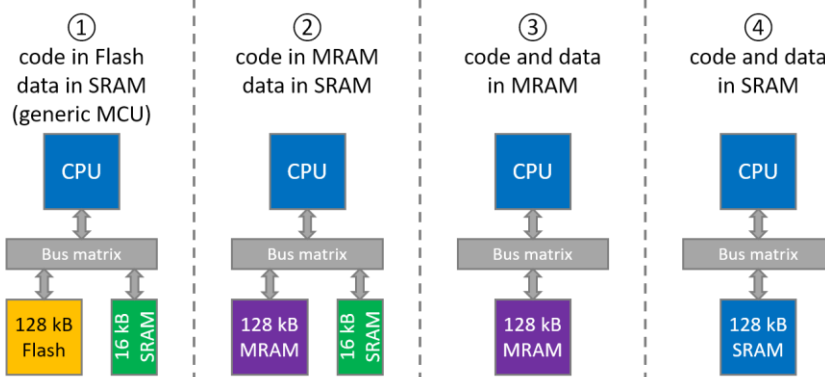 ①
code in Flash
data in SRAM
(generic MCU)
CPU
Bus matrix
128 kB
Flash
16 kB
SRAM
②
code in MRAM
data in SRAM
CPU
Bus matrix
128 kB
MRAM
16 kB
SRAM
③
code and data
in MRAM
CPU
Bus matrix
128 kB
MRAM
④
code and data
in SRAM
CPU
Bus matrix
128 kB
SRAM